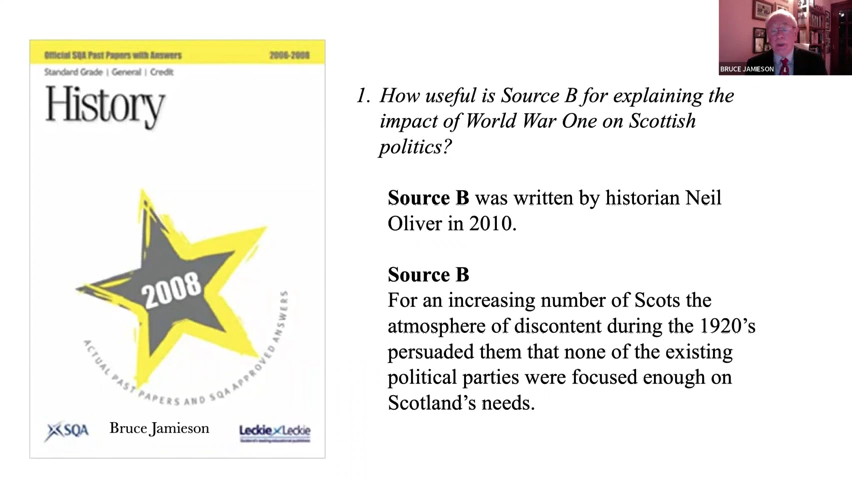 Official SQA Past Papers with Answers 2006-2008
Standard Grade | General | Credit
History
2008
ACTUAL PAST PAPERS AND SQA APPROVED ANSWERS
SQA
Bruce Jamieson
Leckie×Leckie
BRUCE JAMIESON
1. How useful is Source B for explaining the
impact of World War One on Scottish
politics?
Source B was written by historian Neil
Oliver in 2010.
Source B
For an increasing number of Scots the
atmosphere of discontent during the 1920’s
persuaded them that none of the existing
political parties were focused enough on
Scotland’s needs.